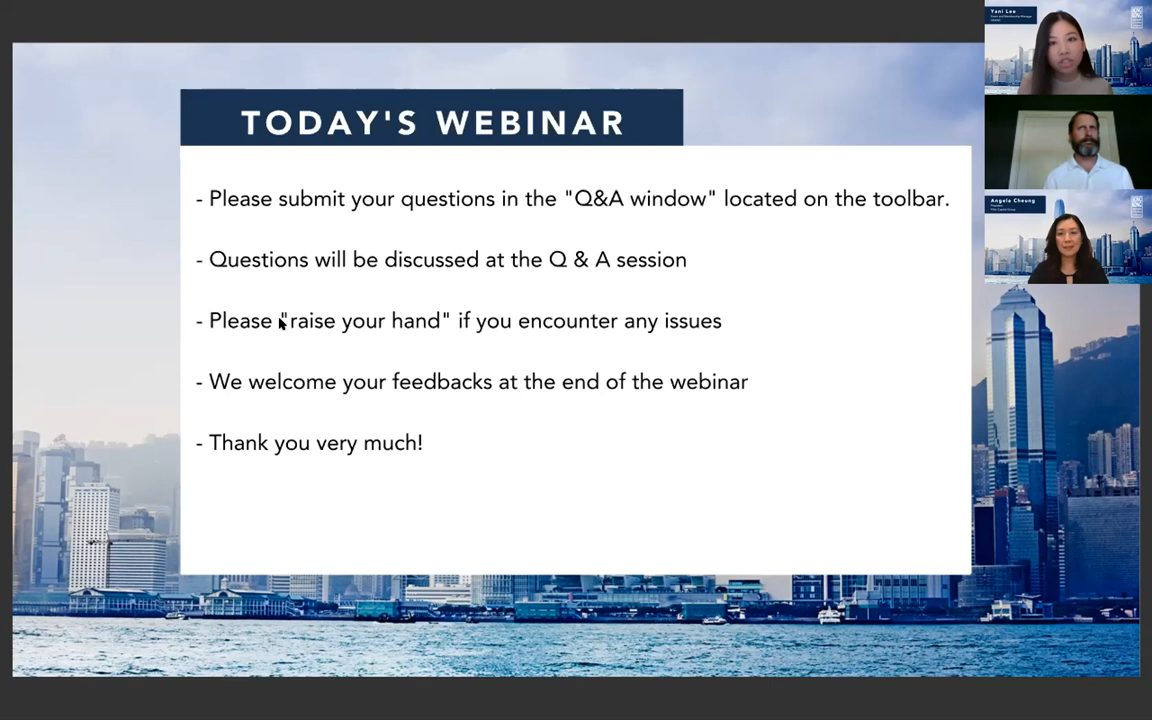 TODAY'S WEBINAR
- Please submit your questions in the "Q&A window" located on the toolbar.
- Questions will be discussed at the Q & A session
- Please "raise your hand" if you encounter any issues
- We welcome your feedbacks at the end of the webinar
- Thank you very much!
Yani Lee
Angela Cheung